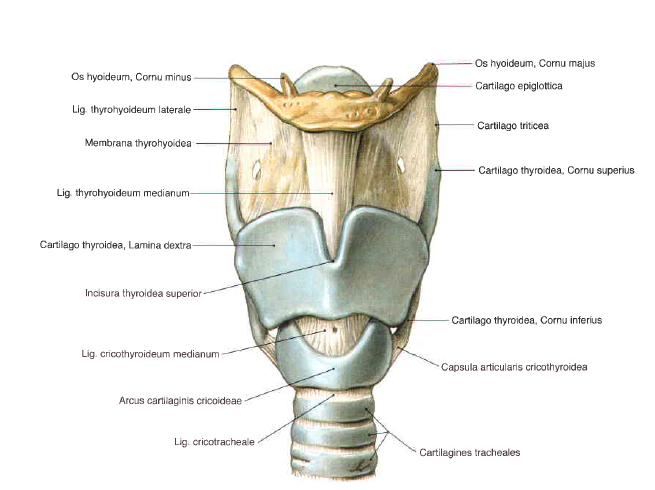 Os hyoideum, Cornu majus
Os hyoideum, Cornu minus
Cartilago epiglottica
Lig. thyrohyoideum laterale
Cartilago triticea
Membrana thyrohyoidea
Cartilago thyroidea, Cornu superius
Lig. thyrohyoideum medianum
Cartilago thyroidea, Lamina dextra
Incisura thyroidea superior
Cartilago thyroidea, Cornu inferius
Lig. cricothyroideum medianum
Capsula articularis cricothyroidea
Arcus cartilaginis cricoideae
Lig. cricotracheale
Cartilagines tracheales